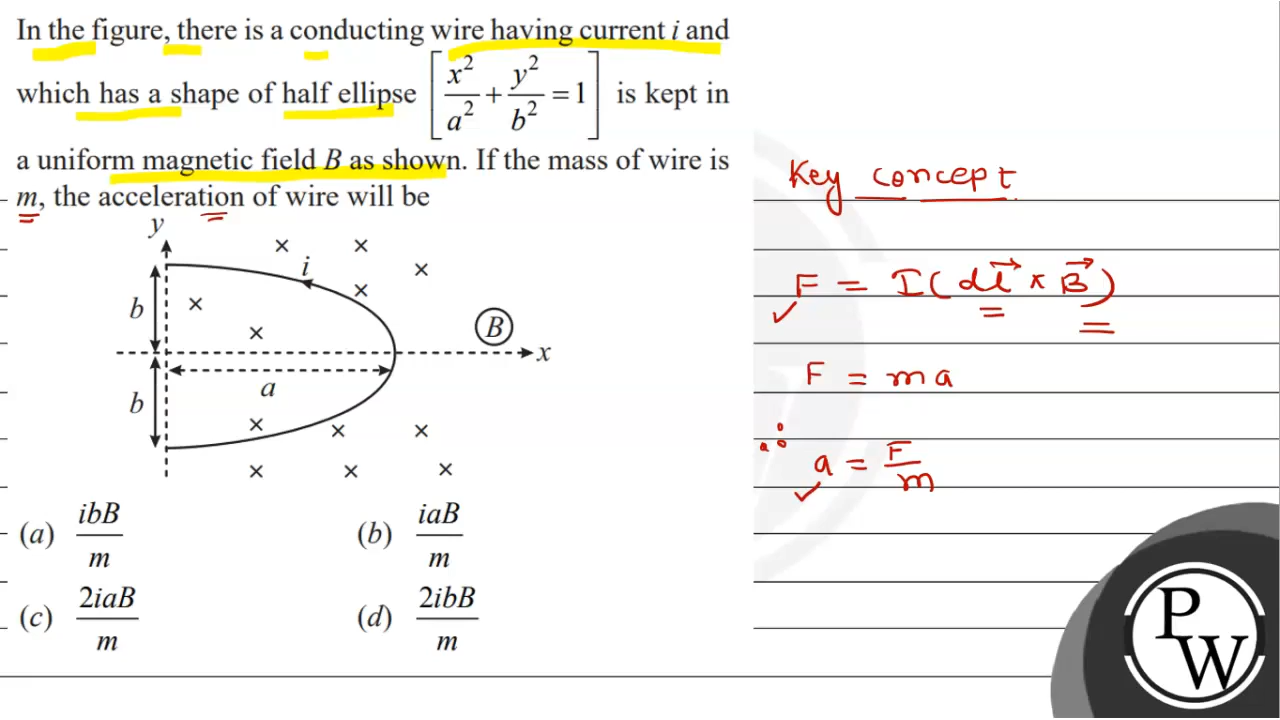 In the figure, there is a conducting wire having current i and
which has a shape of half ellipse [x²/a² + y²/b² = 1] is kept in
a uniform magnetic field B as shown. If the mass of wire is
m, the acceleration of wire will be
y
× ×
i ×
×
b ×
×
B
x
a
b
× × ×
× × ×
(a) ibB/m (b) iaB/m
(c) 2iaB/m (d) 2ibB/m
Key concept
F = I(dl⃗ × B⃗)
F = ma
∴ a = F/m
P
W